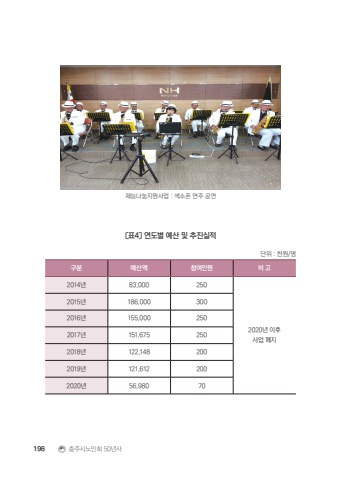 NH
재능나눔지원사업 : 색소폰 연주 공연
[표4] 연도별 예산 및 추진실적
단위 : 천원/명
구분 예산액 참여인원 비 고
2014년 83,000 250
2015년 186,000 300
2016년 155,000 250
2017년 151,675 250
2018년 122,148 200
2019년 121,612 200
2020년 56,980 70
2020년 이후
사업 폐지
196 충주시노인회 50년사